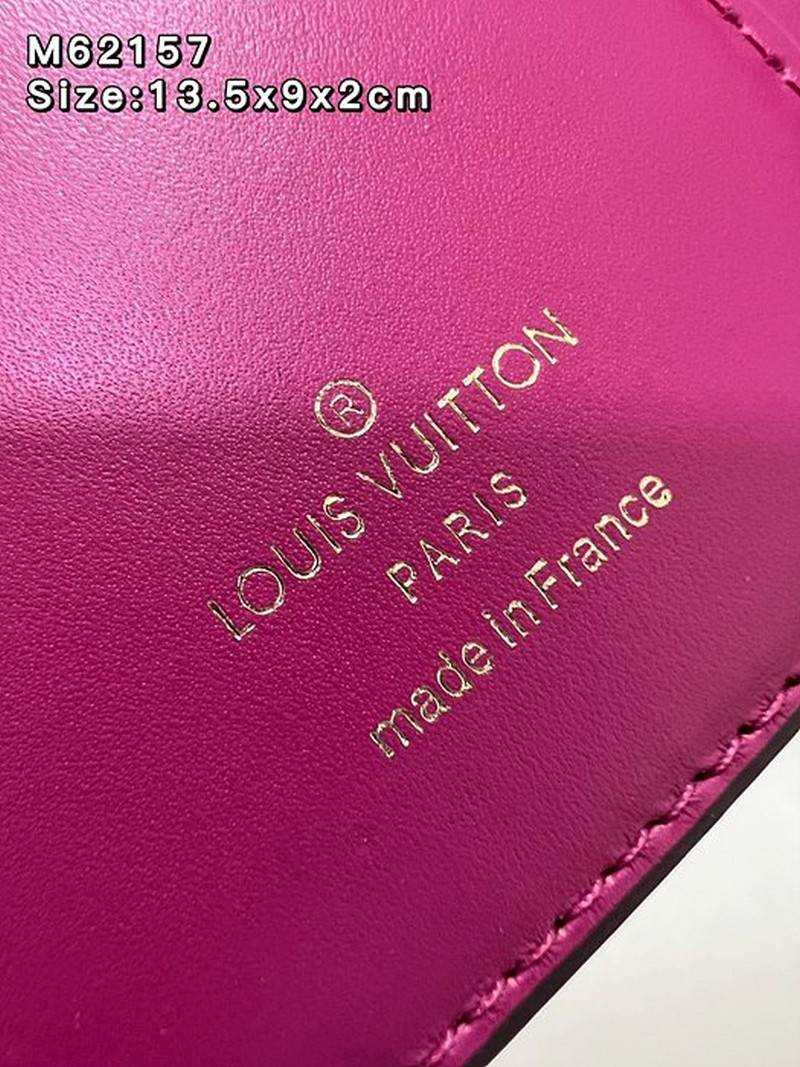 M62157
Size:13.5x9x2cm
®
LOUIS VUITTON
PARIS
made in France